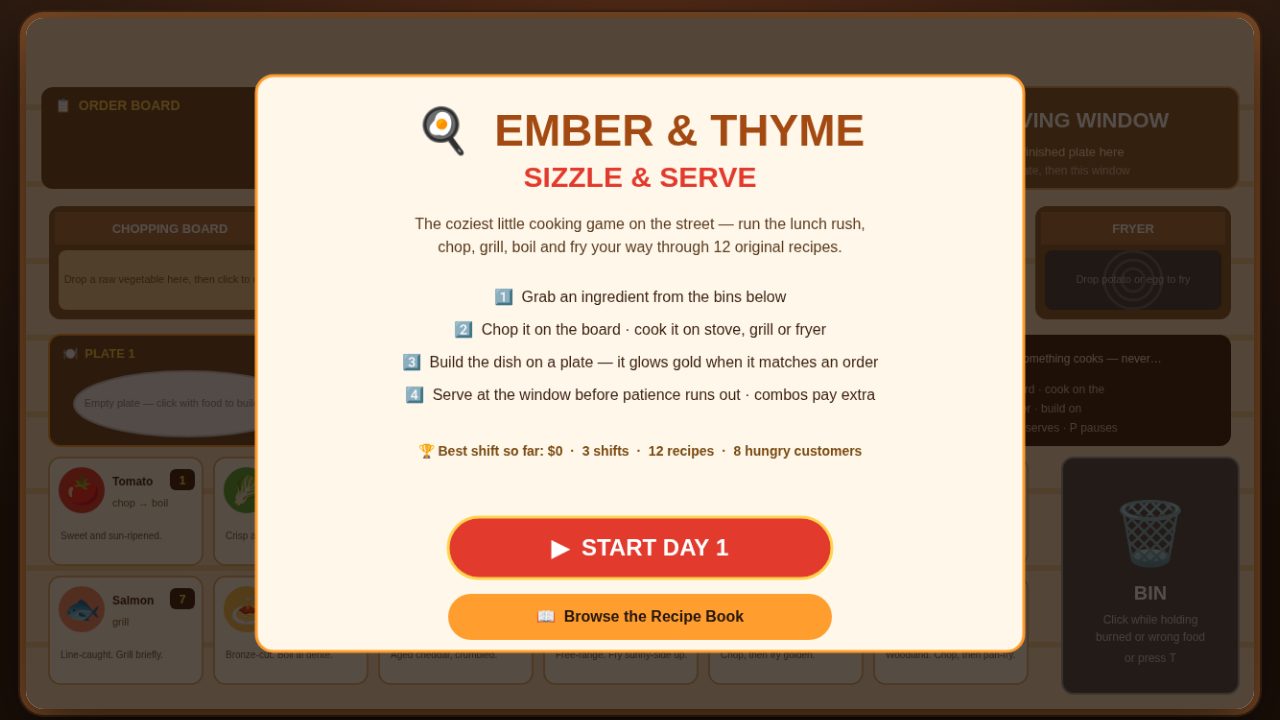 EMBER & THYME
SIZZLE & SERVE
The coziest little cooking game on the street — run the lunch rush,
chop, grill, boil and fry your way through 12 original recipes.
1 Grab an ingredient from the bins below
2 Chop it on the board · cook it on stove, grill or fryer
3 Build the dish on a plate — it glows gold when it matches an order
4 Serve at the window before patience runs out · combos pay extra
Best shift so far: $0 · 3 shifts · 12 recipes · 8 hungry customers
▶ START DAY 1
Browse the Recipe Book
ORDER BOARD
WINDOW
finished plate here
then this window
CHOPPING BOARD
Drop a raw vegetable here, then click to
FRYER
Drop potato or egg to fry
PLATE 1
Empty plate — click with food to
something cooks — never…
cook on the
build on
serves · P pauses
Tomato 1
chop → boil
Sweet and sun-ripened.
Crisp
Salmon 7
grill
Line-caught. Grill briefly.
Bronze-cut. Boil al dente.
Aged cheddar, crumbled.
Free-range. Fry sunny-side up.
Chop, then fry golden.
Woodland. Chop, then pan-fry.
BIN
Click while holding
burned or wrong food
or press T